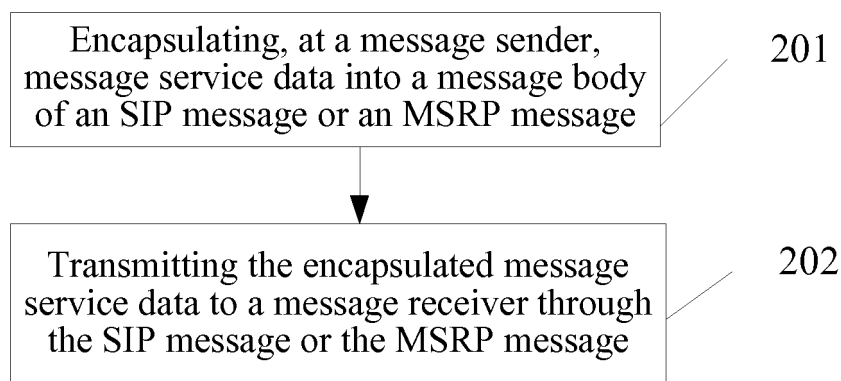 Encapsulating, at a message sender,
message service data into a message body
of an SIP message or an MSRP message
201
Transmitting the encapsulated message
service data to a message receiver through
the SIP message or the MSRP message
202